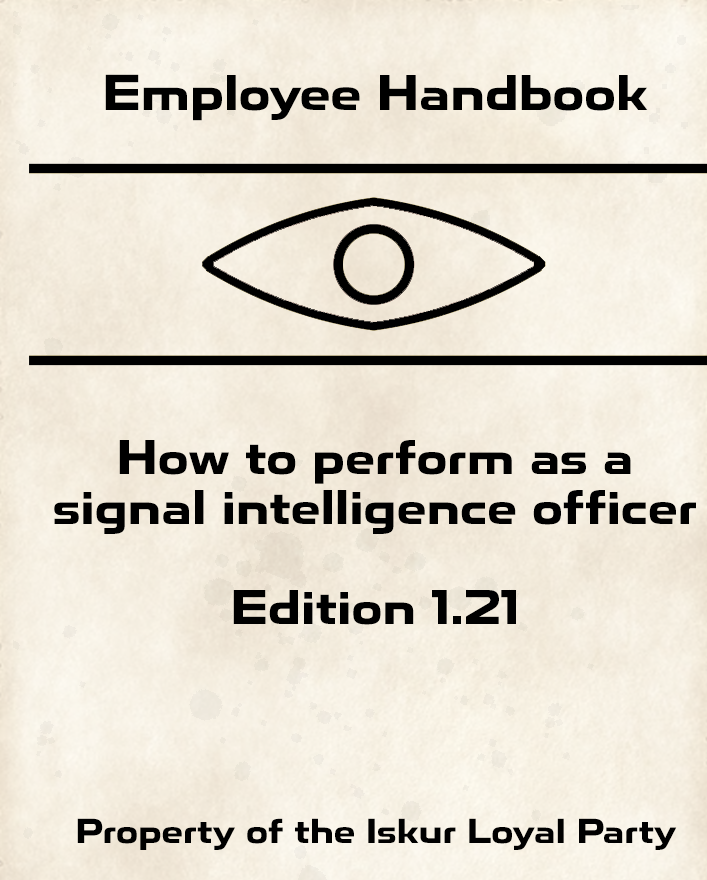 Employee Handbook
How to perform as a
signal intelligence officer
Edition 1.21
Property of the Iskur Loyal Party